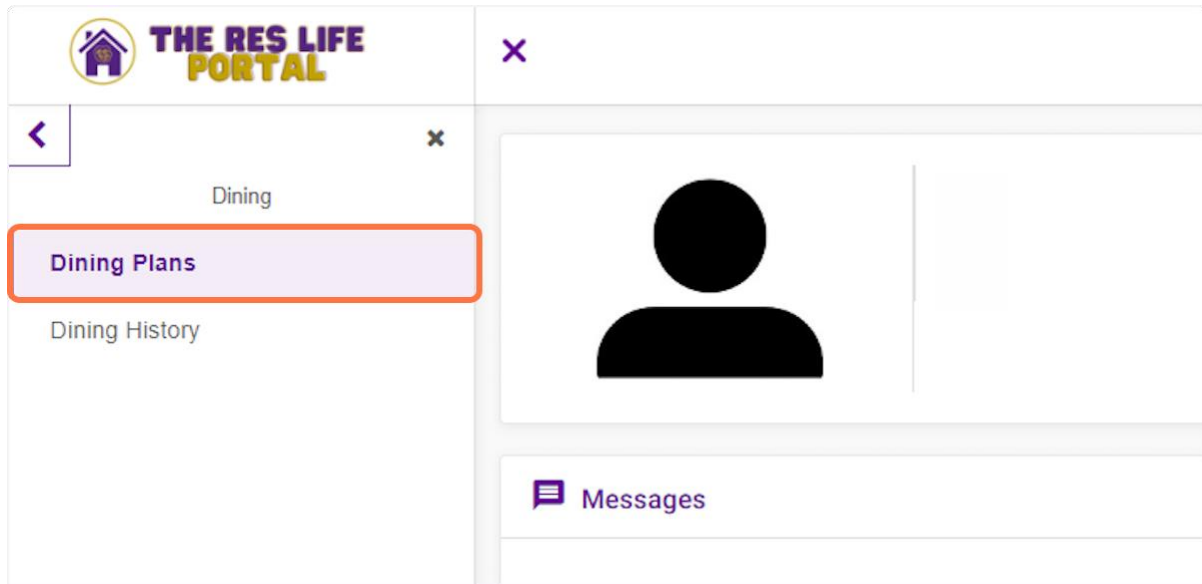 THE RES LIFE
PORTAL
Dining
Dining Plans
Dining History
Messages